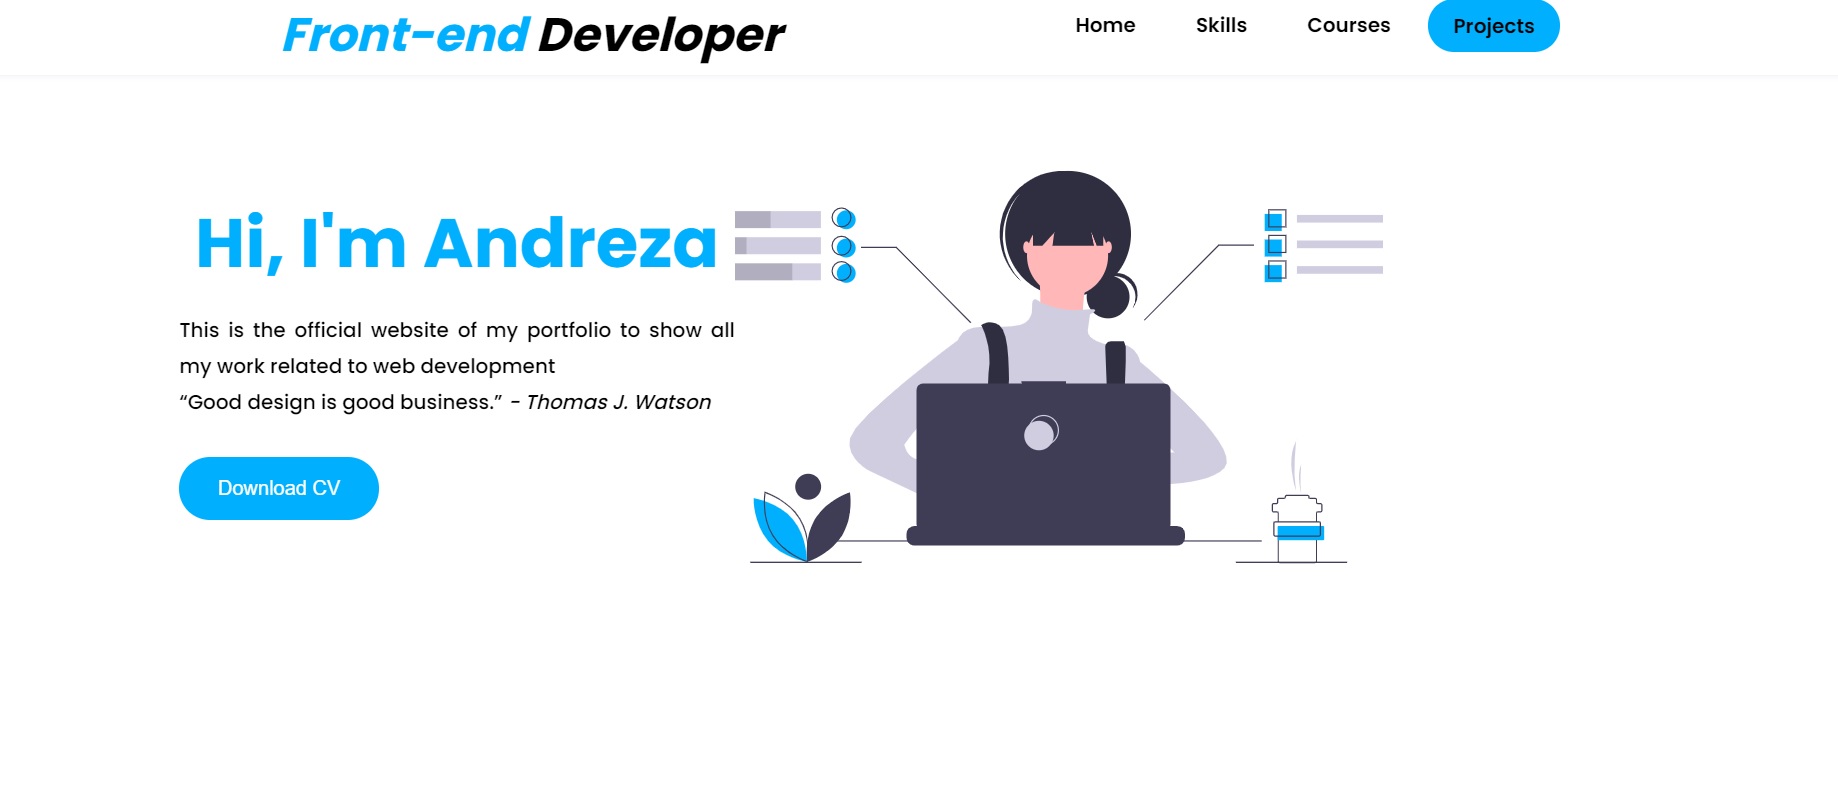 Front-end Developer
Home Skills Courses Projects
Hi, I'm Andreza
This is the official website of my portfolio to show all
my work related to web development
“Good design is good business.” - Thomas J. Watson
Download CV